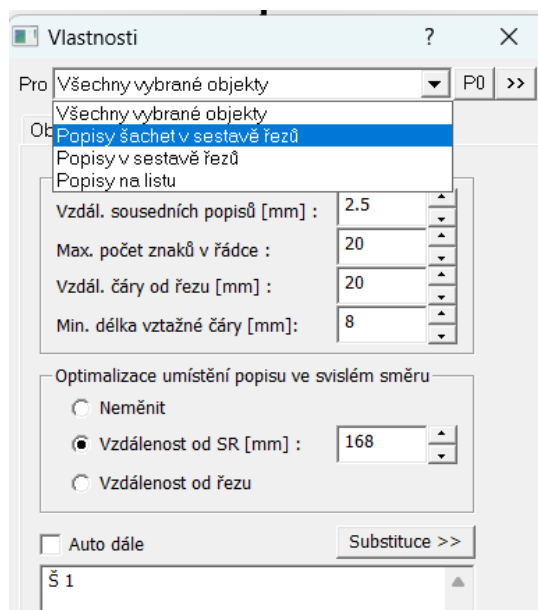 Vlastnosti ? ×
Pro Všechny vybrané objekty P0 >>
Všechny vybrané objekty
Ob
Popisy šachet v sestavě řezů
Popisy v sestavě řezů
Popisy na listu
Vzdál. sousedních popisů [mm] : 2.5
Max. počet znaků v řádce : 20
Vzdál. čáry od řezu [mm] : 20
Min. délka vztažné čáry [mm]: 8
Optimalizace umístění popisu ve svislém směru
Neměnit
Vzdálenost od SR [mm] : 168
Vzdálenost od řezu
Auto dále Substituce >>
Š 1